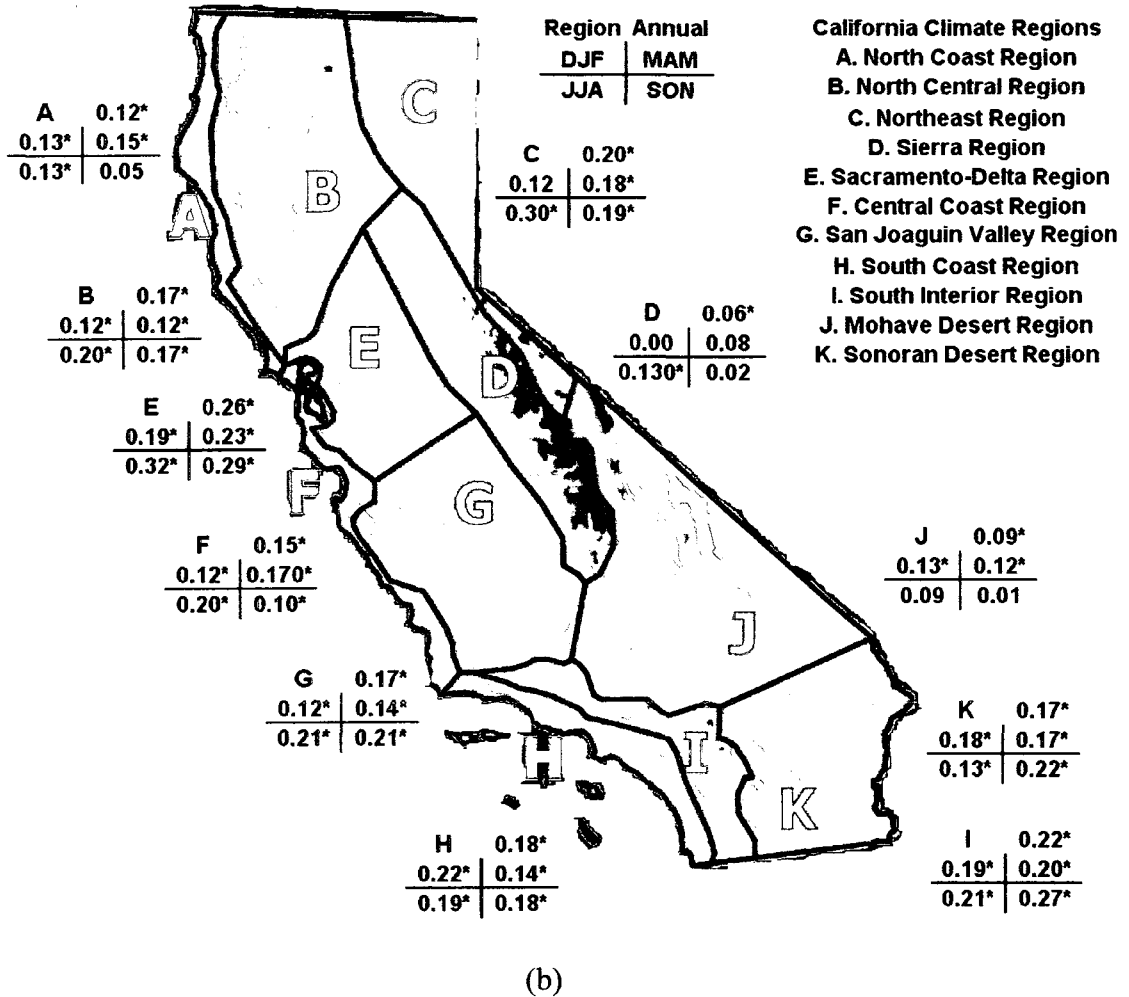 Region Annual
DJF MAM
JJA SON
California Climate Regions
A. North Coast Region
B. North Central Region
C. Northeast Region
D. Sierra Region
E. Sacramento-Delta Region
F. Central Coast Region
G. San Joaguin Valley Region
H. South Coast Region
I. South Interior Region
J. Mohave Desert Region
K. Sonoran Desert Region
A 0.12*
0.13* 0.15*
0.13* 0.05
C 0.20*
0.12 0.18*
0.30* 0.19*
B 0.17*
0.12* 0.12*
0.20* 0.17*
D 0.06*
0.00 0.08
0.130* 0.02
E 0.26*
0.19* 0.23*
0.32* 0.29*
F 0.15*
0.12* 0.170*
0.20* 0.10*
J 0.09*
0.13* 0.12*
0.09 0.01
G 0.17*
0.12* 0.14*
0.21* 0.21*
K 0.17*
0.18* 0.17*
0.13* 0.22*
H 0.18*
0.22* 0.14*
0.19* 0.18*
I 0.22*
0.19* 0.20*
0.21* 0.27*
C
B
A
E
D
F
G
J
I
H
K
(b)